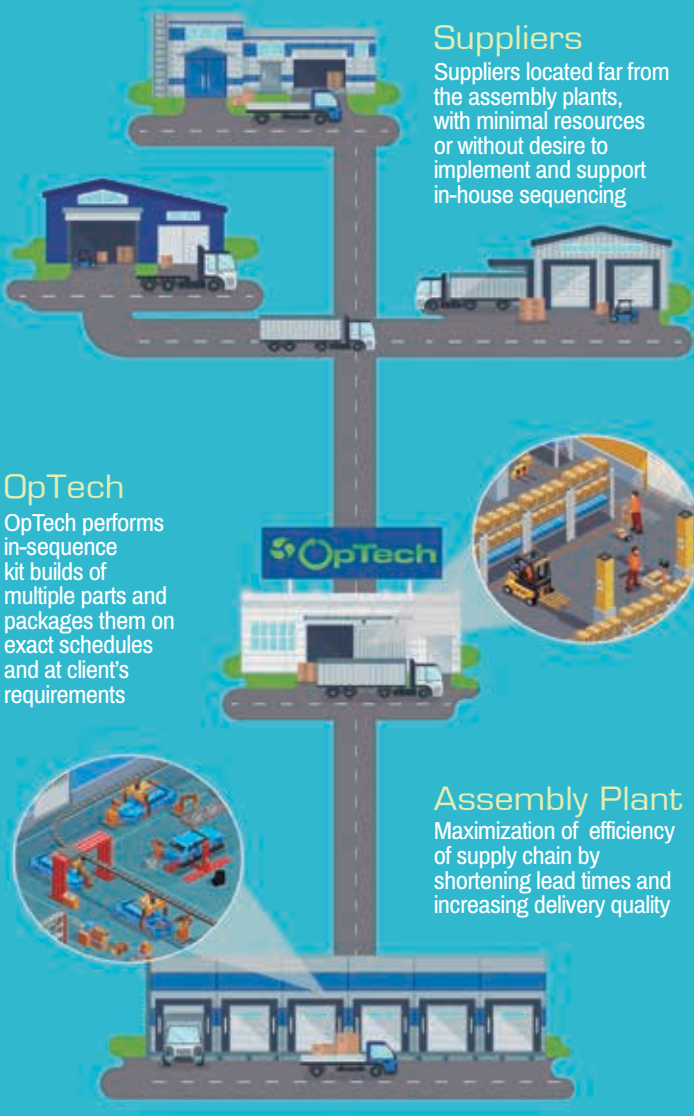 Suppliers
Suppliers located far from
the assembly plants,
with minimal resources
or without desire to
implement and support
in-house sequencing
OpTech
OpTech performs
in-sequence
kit builds of
multiple parts and
packages them on
exact schedules
and at client's
requirements
OpTech
Assembly Plant
Maximization of efficiency
of supply chain by
shortening lead times and
increasing delivery quality